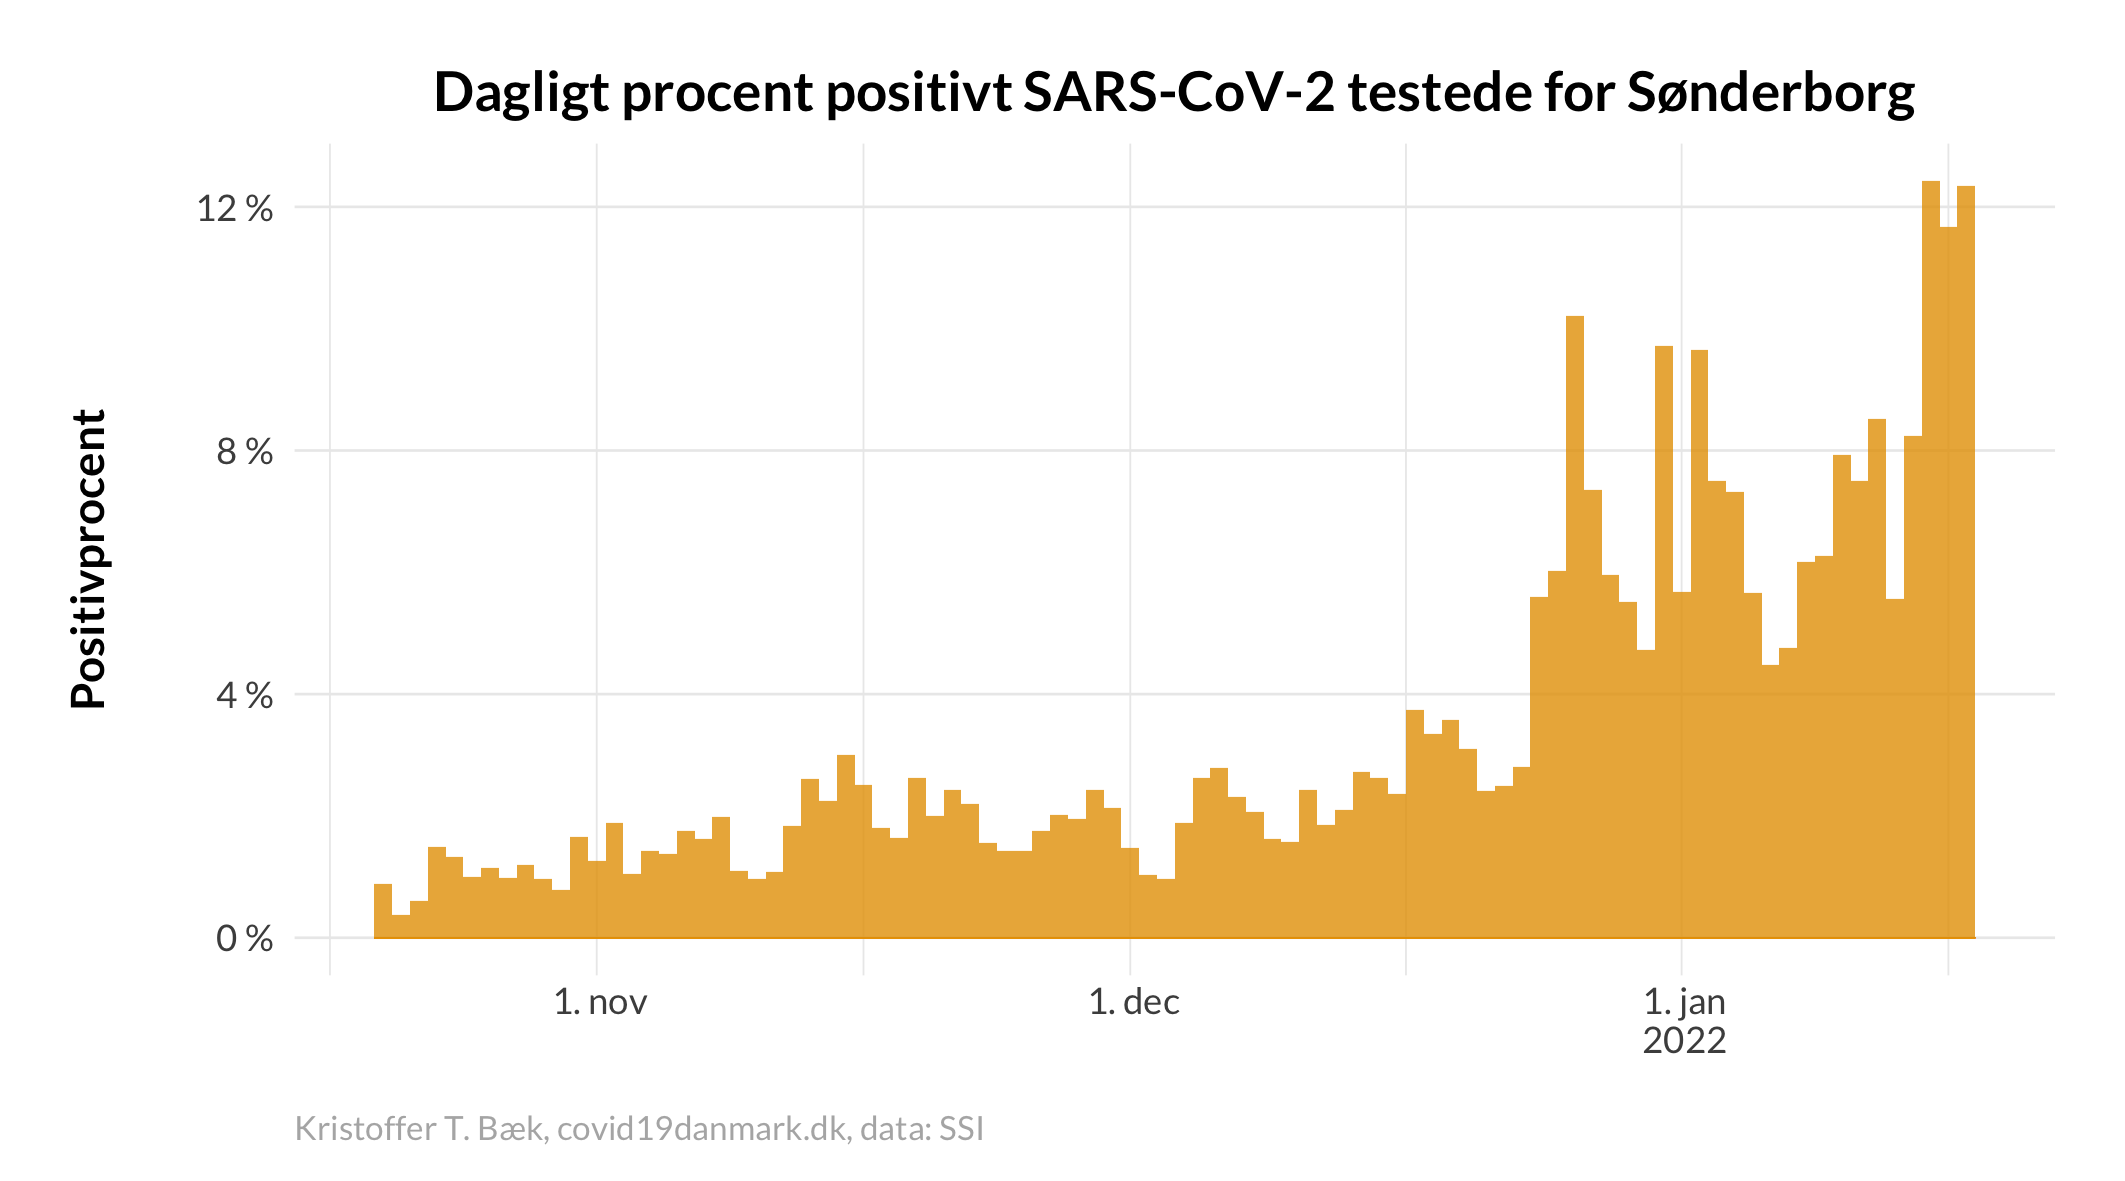 Dagligt procent positivt SARS-CoV-2 testede for Sønderborg
Positivprocent
12 %
8 %
4 %
0 %
1. nov
1. dec
1. jan
2022
Kristoffer T. Bæk, covid19danmark.dk, data: SSI